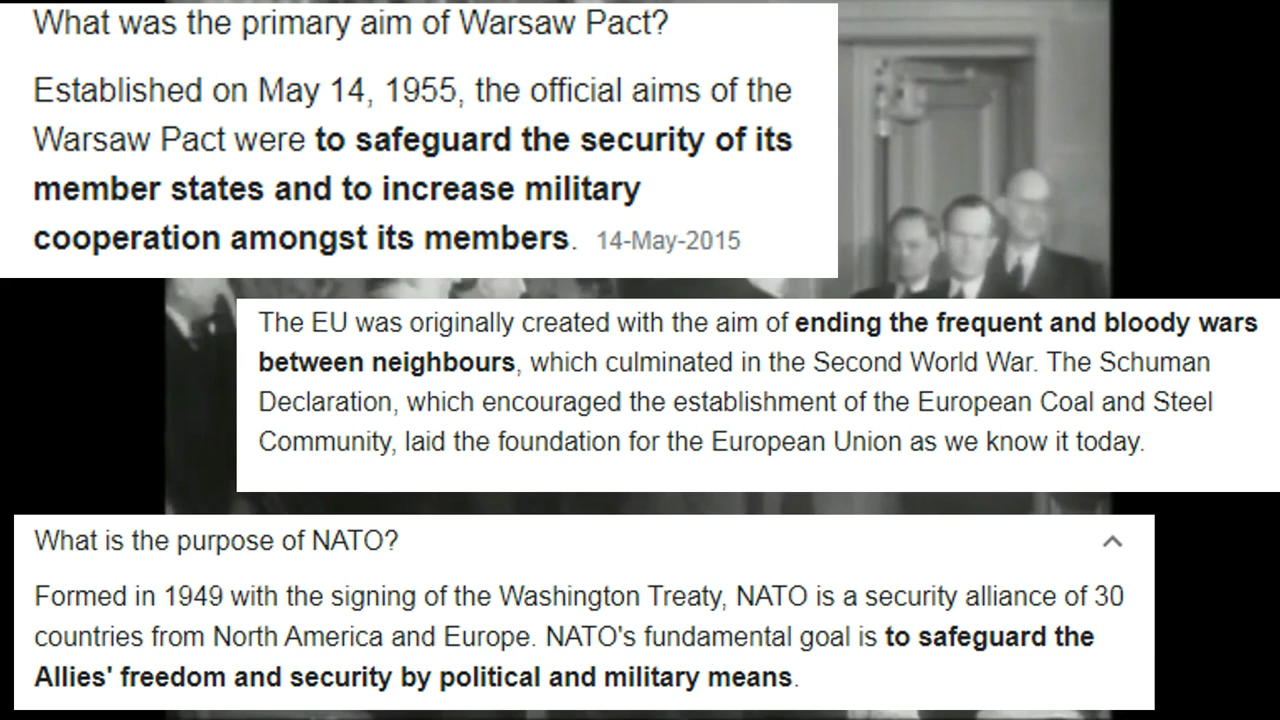 What was the primary aim of Warsaw Pact?
Established on May 14, 1955, the official aims of the
Warsaw Pact were to safeguard the security of its
member states and to increase military
cooperation amongst its members. 14-May-2015
The EU was originally created with the aim of ending the frequent and bloody wars
between neighbours, which culminated in the Second World War. The Schuman
Declaration, which encouraged the establishment of the European Coal and Steel
Community, laid the foundation for the European Union as we know it today.
What is the purpose of NATO?
Formed in 1949 with the signing of the Washington Treaty, NATO is a security alliance of 30
countries from North America and Europe. NATO's fundamental goal is to safeguard the
Allies' freedom and security by political and military means.